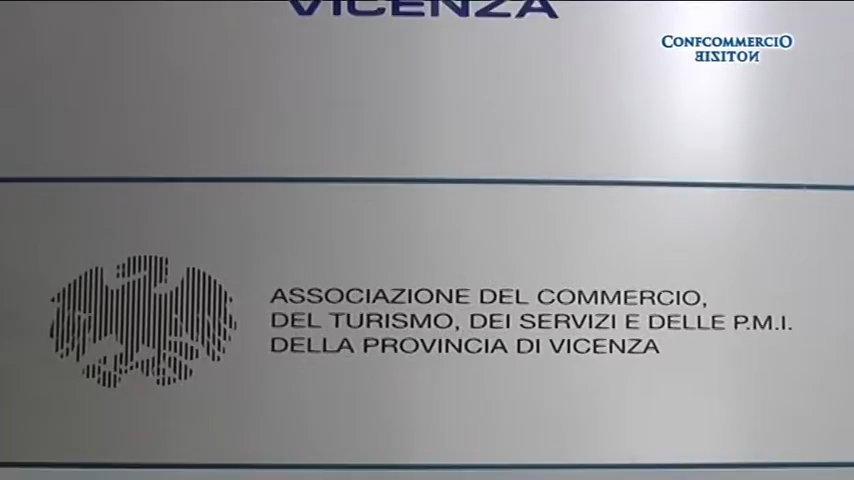 VICENZA
CONFCOMMERCIO
NOTIZIE
ASSOCIAZIONE DEL COMMERCIO,
DEL TURISMO, DEI SERVIZI E DELLE P.M.I.
DELLA PROVINCIA DI VICENZA